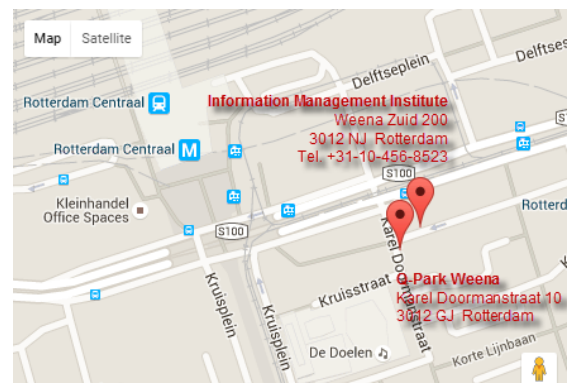 Map Satellite
Delftseplein
Delftses
Rotterdam Centraal
Information Management Institute
Weena Zuid 200
3012 NJ Rotterdam
Tel. +31-10-456-8523
Rotterdam Centraal M
S100
Kleinhandel
Office Spaces
S100
Rotterd
Karel Doormanstraat
Kruisplein
Kruisplein
Kruisstraat
Q-Park Weena
Karel Doormanstraat 10
3012 GJ Rotterdam
De Doelen
Korte Lijnbaan